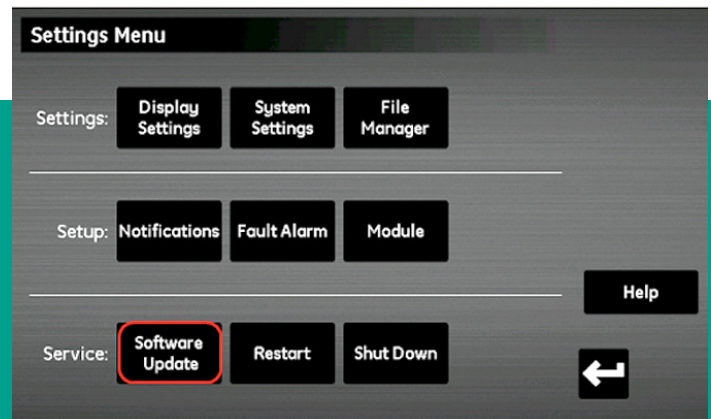 Settings Menu
Settings: Display Settings System Settings File Manager
Setup: Notifications Fault Alarm Module
Help
Service: Software Update Restart Shut Down